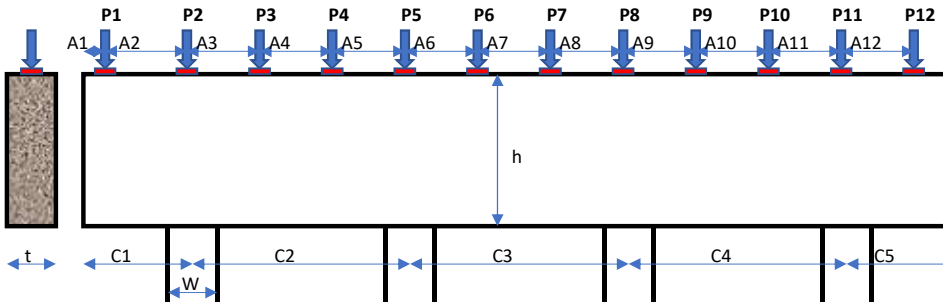 P1 P2 P3 P4 P5 P6 P7 P8 P9 P10 P11 P12
A1 A2 A3 A4 A5 A6 A7 A8 A9 A10 A11 A12
h
t C1 C2 C3 C4 C5
W